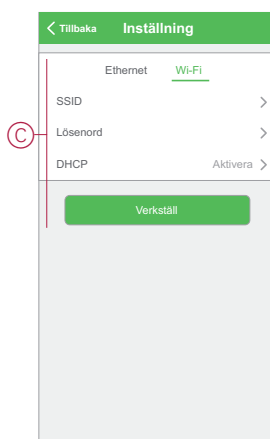 Tillbaka Inställning
Ethernet Wi-Fi
SSID
C Lösenord
DHCP Aktivera
Verkställ